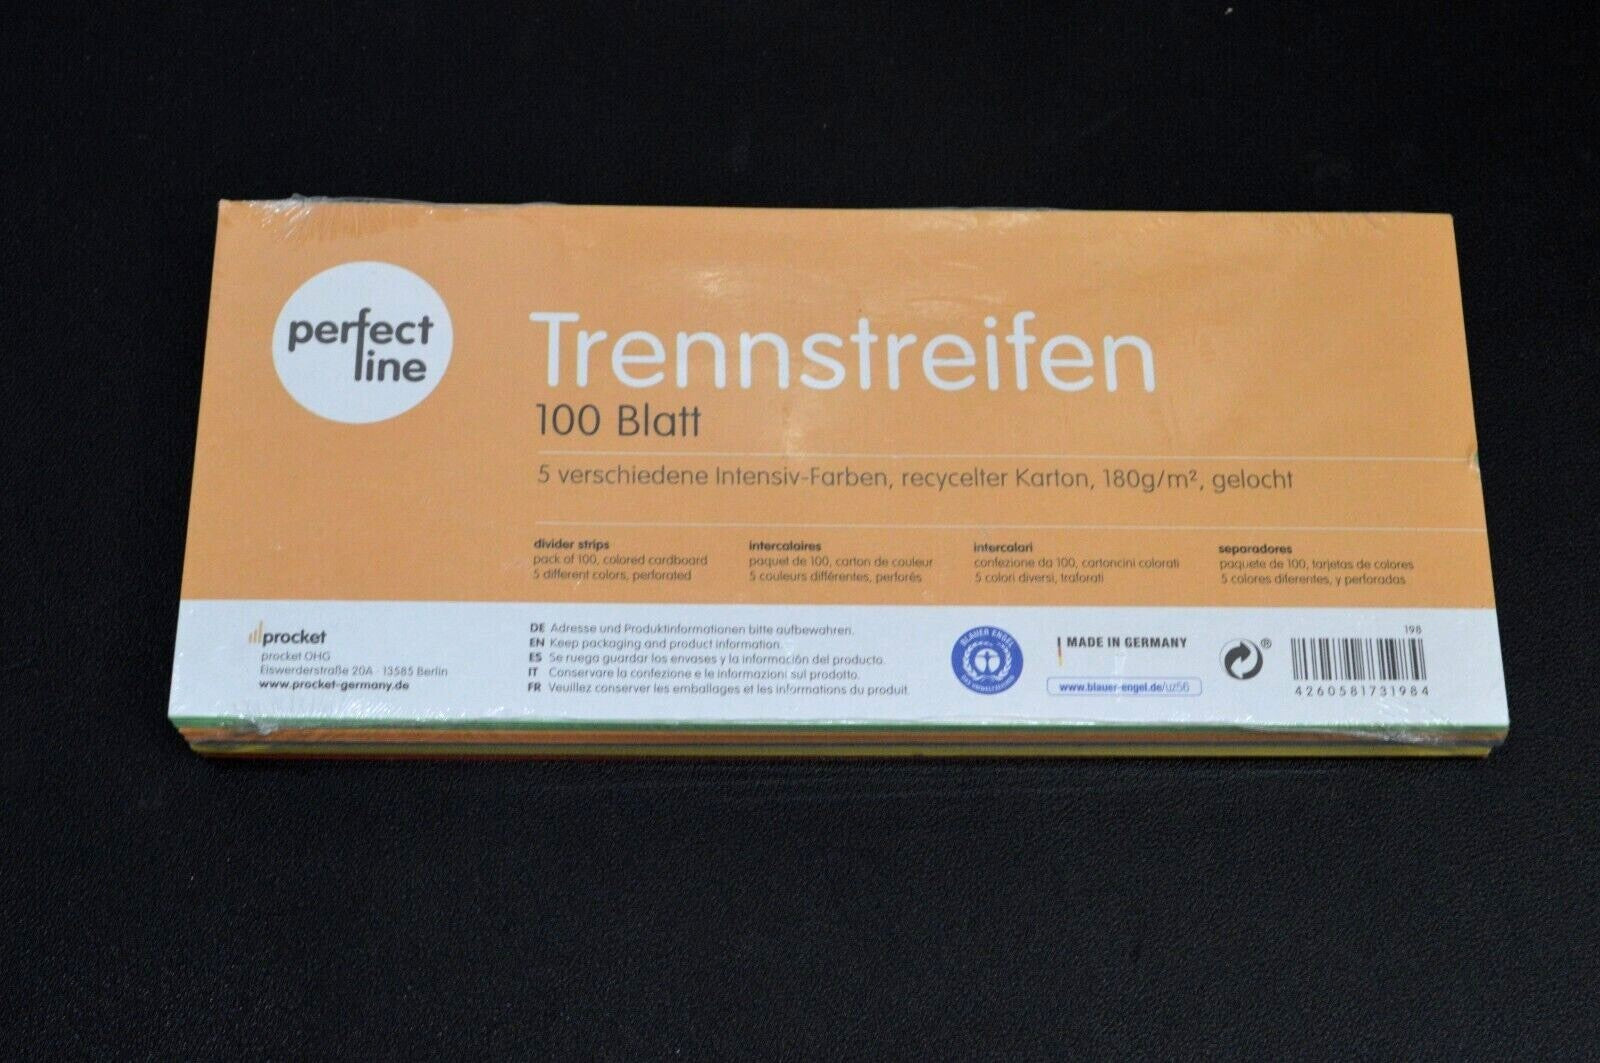 perfect
line
Trennstreifen
100 Blatt
5 verschiedene Intensiv-Farben, recycelter Karton, 180g/m², gelocht
divider strips
pack of 100, colored cardboard
5 different colors, perforated
intercalaires
paquet de 100, carton de couleur
5 couleurs différentes, perforés
intercalari
confezione da 100, cartoncini colorati
5 colori diversi, traforati
separadores
paquete de 100, tarjetas de colores
5 colores diferentes, y perforadas
procket
procket OHG
Eiswerderstraße 20A · 13585 Berlin
www.procket-germany.de
DE Adresse und Produktinformationen bitte aufbewahren.
EN Keep packaging and product information.
ES Se ruega guardar los envases y la información del producto.
IT Conservare la confezione e le informazioni sul prodotto.
FR Veuillez conserver les emballages et les informations du produit.
BLAUER ENGEL
DAS UMWELTZEICHEN
MADE IN GERMANY
www.blauer-engel.de/uz56
®
198
4260581731984